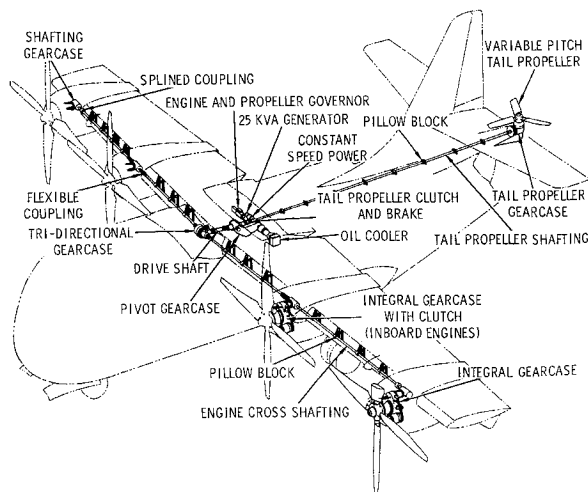 SHAFTING
GEARCASE
SPLINED COUPLING
ENGINE AND PROPELLER GOVERNOR
25 KVA GENERATOR
CONSTANT
SPEED POWER
VARIABLE PITCH
TAIL PROPELLER
PILLOW BLOCK
FLEXIBLE
COUPLING
TRI-DIRECTIONAL
GEARCASE
DRIVE SHAFT
PIVOT GEARCASE
TAIL PROPELLER CLUTCH
AND BRAKE
OIL COOLER
TAIL PROPELLER
GEARCASE
TAIL PROPELLER SHAFTING
INTEGRAL GEARCASE
WITH CLUTCH
(INBOARD ENGINES)
PILLOW BLOCK
ENGINE CROSS SHAFTING
INTEGRAL GEARCASE